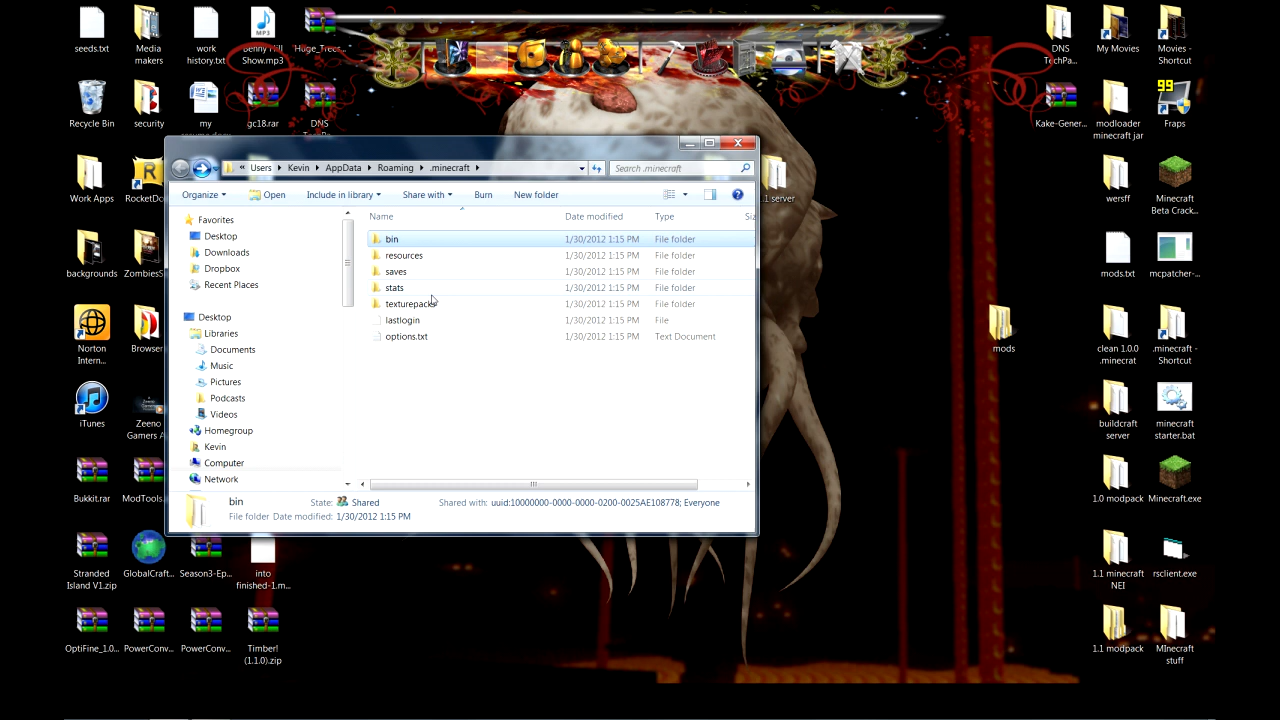 seeds.txt
Media makers
work history.txt
Benny Hill Show.mp3
MP3
Huge_Trees...
DNS TechPa...
My Movies
Movies - Shortcut
Recycle Bin
security
my
gc18.rar
DNS
Kake-Gener...
modloader minecraft jar
99
Fraps
Users
Kevin
AppData
Roaming
.minecraft
Search .minecraft
Organize
Open
Include in library
Share with
Burn
New folder
Favorites
Desktop
Downloads
Dropbox
Recent Places
Desktop
Libraries
Documents
Music
Pictures
Podcasts
Videos
Homegroup
Kevin
Computer
Network
Name Date modified Type
bin 1/30/2012 1:15 PM File folder
resources 1/30/2012 1:15 PM File folder
saves 1/30/2012 1:15 PM File folder
stats 1/30/2012 1:15 PM File folder
texturepacks 1/30/2012 1:15 PM File folder
lastlogin 1/30/2012 1:15 PM File
options.txt 1/30/2012 1:15 PM Text Document
bin State: Shared Shared with: uuid:10000000-0000-0000-0200-0025AE108778; Everyone
File folder Date modified: 1/30/2012 1:15 PM
Work Apps
R
server
wersff
Minecraft Beta Crack...
backgrounds
mods.txt
mcpatcher-...
Norton Intern...
Browser
mods
clean 1.0.0 .minecrat
.minecraft - Shortcut
iTunes
Zeeno Gamers A
buildcraft server
minecraft starter.bat
Bukkit.rar
1.0 modpack
Minecraft.exe
Stranded Island V1.zip
GlobalCraft...
Season3-Ep...
into finished-1.m...
1.1 minecraft NEI
rsclient.exe
OptiFine_1.0...
PowerConv...
PowerConv...
Timber! (1.1.0).zip
1.1 modpack
MInecraft stuff